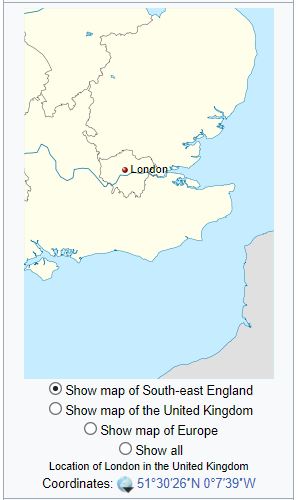 London
Show map of South-east England
Show map of the United Kingdom
Show map of Europe
Show all
Location of London in the United Kingdom
Coordinates: 51°30′26″N 0°7′39″W